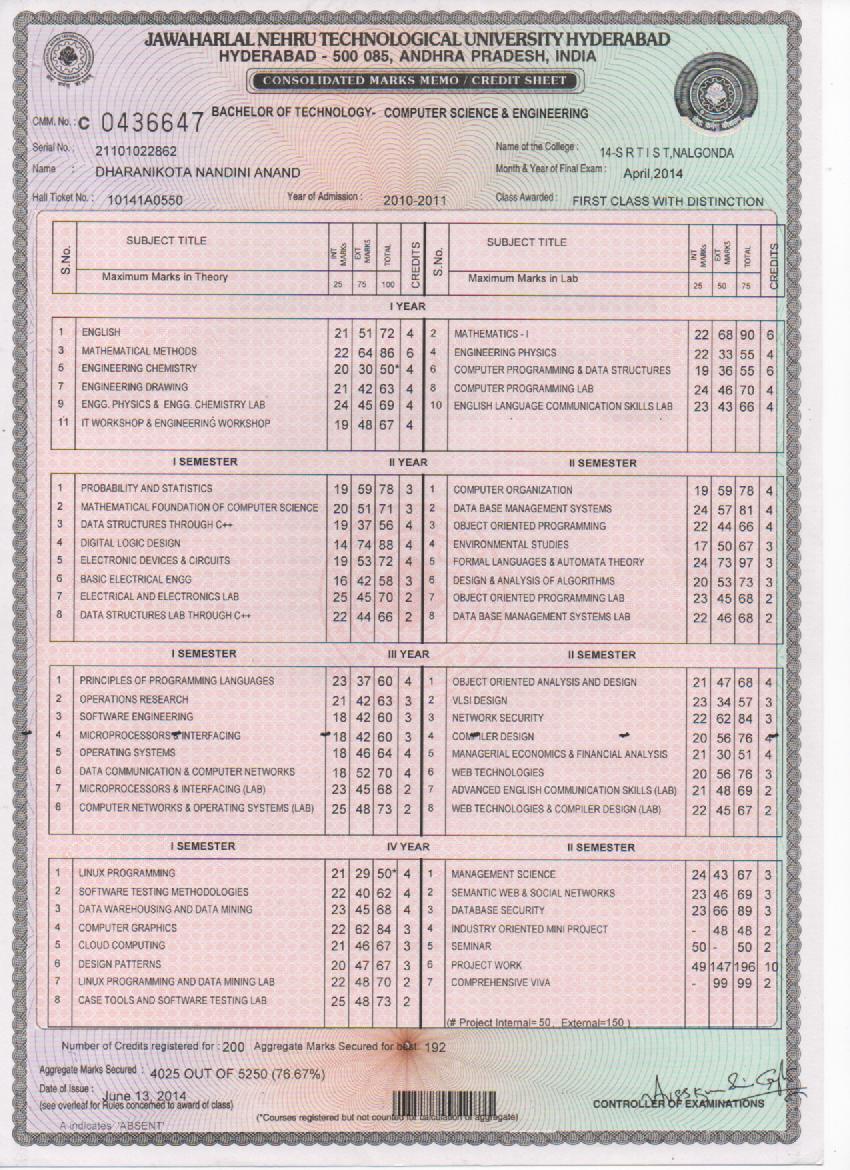 JAWAHARLAL NEHRU TECHNOLOGICAL UNIVERSITY HYDERABAD
HYDERABAD - 500 085, ANDHRA PRADESH, INDIA
CONSOLIDATED MARKS MEMO / CREDIT SHEET
BACHELOR OF TECHNOLOGY- COMPUTER SCIENCE & ENGINEERING
CMM. No. : C 0436647
Serial No. : 21101022862 Name of the College : 14-S R T I S T,NALGONDA
Name : DHARANIKOTA NANDINI ANAND Month & Year of Final Exam : April,2014
Hall Ticket No. : 10141A0550 Year of Admission : 2010-2011 Class Awarded : FIRST CLASS WITH DISTINCTION
S.No. SUBJECT TITLE INT MARKS EXT MARKS TOTAL CREDITS S.No. SUBJECT TITLE INT MARKS EXT MARKS TOTAL CREDITS
Maximum Marks in Theory 25 75 100 Maximum Marks in Lab 25 50 75
I YEAR
1 ENGLISH 21 51 72 4 2 MATHEMATICS - I 22 68 90 6
3 MATHEMATICAL METHODS 22 64 86 6 4 ENGINEERING PHYSICS 22 33 55 4
5 ENGINEERING CHEMISTRY 20 30 50* 4 6 COMPUTER PROGRAMMING & DATA STRUCTURES 19 36 55 6
7 ENGINEERING DRAWING 21 42 63 4 8 COMPUTER PROGRAMMING LAB 24 46 70 4
9 ENGG. PHYSICS & ENGG. CHEMISTRY LAB 24 45 69 4 10 ENGLISH LANGUAGE COMMUNICATION SKILLS LAB 23 43 66 4
11 IT WORKSHOP & ENGINEERING WORKSHOP 19 48 67 4
I SEMESTER II YEAR II SEMESTER
1 PROBABILITY AND STATISTICS 19 59 78 3 1 COMPUTER ORGANIZATION 19 59 78 4
2 MATHEMATICAL FOUNDATION OF COMPUTER SCIENCE 20 51 71 3 2 DATA BASE MANAGEMENT SYSTEMS 24 57 81 4
3 DATA STRUCTURES THROUGH C++ 19 37 56 4 3 OBJECT ORIENTED PROGRAMMING 22 44 66 4
4 DIGITAL LOGIC DESIGN 14 74 88 4 4 ENVIRONMENTAL STUDIES 17 50 67 3
5 ELECTRONIC DEVICES & CIRCUITS 19 53 72 4 5 FORMAL LANGUAGES & AUTOMATA THEORY 24 73 97 3
6 BASIC ELECTRICAL ENGG 16 42 58 3 6 DESIGN & ANALYSIS OF ALGORITHMS 20 53 73 3
7 ELECTRICAL AND ELECTRONICS LAB 25 45 70 2 7 OBJECT ORIENTED PROGRAMMING LAB 23 45 68 2
8 DATA STRUCTURES LAB THROUGH C++ 22 44 66 2 8 DATA BASE MANAGEMENT SYSTEMS LAB 22 46 68 2
I SEMESTER III YEAR II SEMESTER
1 PRINCIPLES OF PROGRAMMING LANGUAGES 23 37 60 4 1 OBJECT ORIENTED ANALYSIS AND DESIGN 21 47 68 4
2 OPERATIONS RESEARCH 21 42 63 3 2 VLSI DESIGN 23 34 57 3
3 SOFTWARE ENGINEERING 18 42 60 3 3 NETWORK SECURITY 22 62 84 3
4 MICROPROCESSORS & INTERFACING 18 42 60 3 4 COMPILER DESIGN 20 56 76 4
5 OPERATING SYSTEMS 18 46 64 4 5 MANAGERIAL ECONOMICS & FINANCIAL ANALYSIS 21 30 51 4
6 DATA COMMUNICATION & COMPUTER NETWORKS 18 52 70 4 6 WEB TECHNOLOGIES 20 56 76 3
7 MICROPROCESSORS & INTERFACING (LAB) 23 45 68 2 7 ADVANCED ENGLISH COMMUNICATION SKILLS (LAB) 21 48 69 2
8 COMPUTER NETWORKS & OPERATING SYSTEMS (LAB) 25 48 73 2 8 WEB TECHNOLOGIES & COMPILER DESIGN (LAB) 22 45 67 2
I SEMESTER IV YEAR II SEMESTER
1 LINUX PROGRAMMING 21 29 50* 4 1 MANAGEMENT SCIENCE 24 43 67 3
2 SOFTWARE TESTING METHODOLOGIES 22 40 62 4 2 SEMANTIC WEB & SOCIAL NETWORKS 23 46 69 3
3 DATA WAREHOUSING AND DATA MINING 23 45 68 4 3 DATABASE SECURITY 23 66 89 3
4 COMPUTER GRAPHICS 22 62 84 3 4 INDUSTRY ORIENTED MINI PROJECT - 48 48 2
5 CLOUD COMPUTING 21 46 67 3 5 SEMINAR 50 - 50 2
6 DESIGN PATTERNS 20 47 67 3 6 PROJECT WORK 49 147 196 10
7 LINUX PROGRAMMING AND DATA MINING LAB 22 48 70 2 7 COMPREHENSIVE VIVA - 99 99 2
8 CASE TOOLS AND SOFTWARE TESTING LAB 25 48 73 2
(# Project Internal= 50, External=150 )
Number of Credits registered for : 200 Aggregate Marks Secured for best: 192
Aggregate Marks Secured : 4025 OUT OF 5250 (76.67%)
Date of Issue : June 13, 2014
(see overleaf for Rules concerned to award of class)
CONTROLLER OF EXAMINATIONS
(*Courses registered but not counted for calculation of aggregate)
A indicates 'ABSENT'